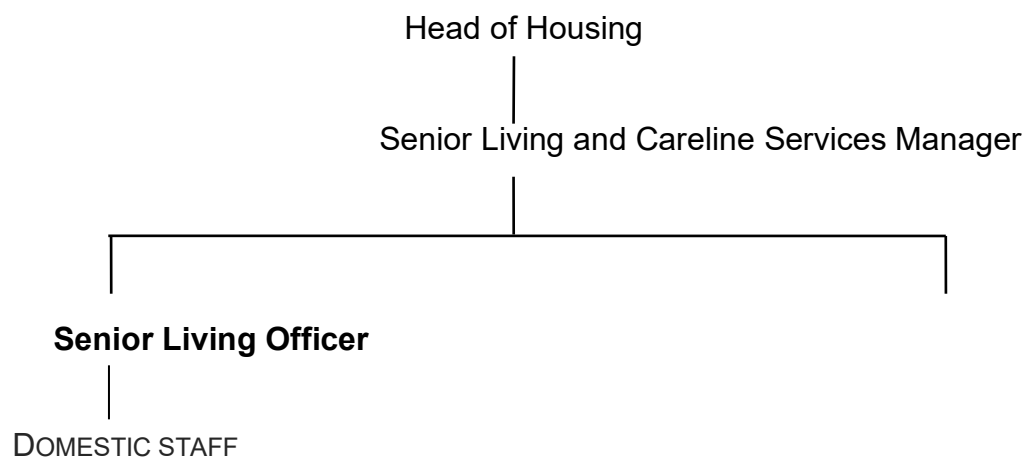 Head of Housing
Senior Living and Careline Services Manager
Senior Living Officer
DOMESTIC STAFF